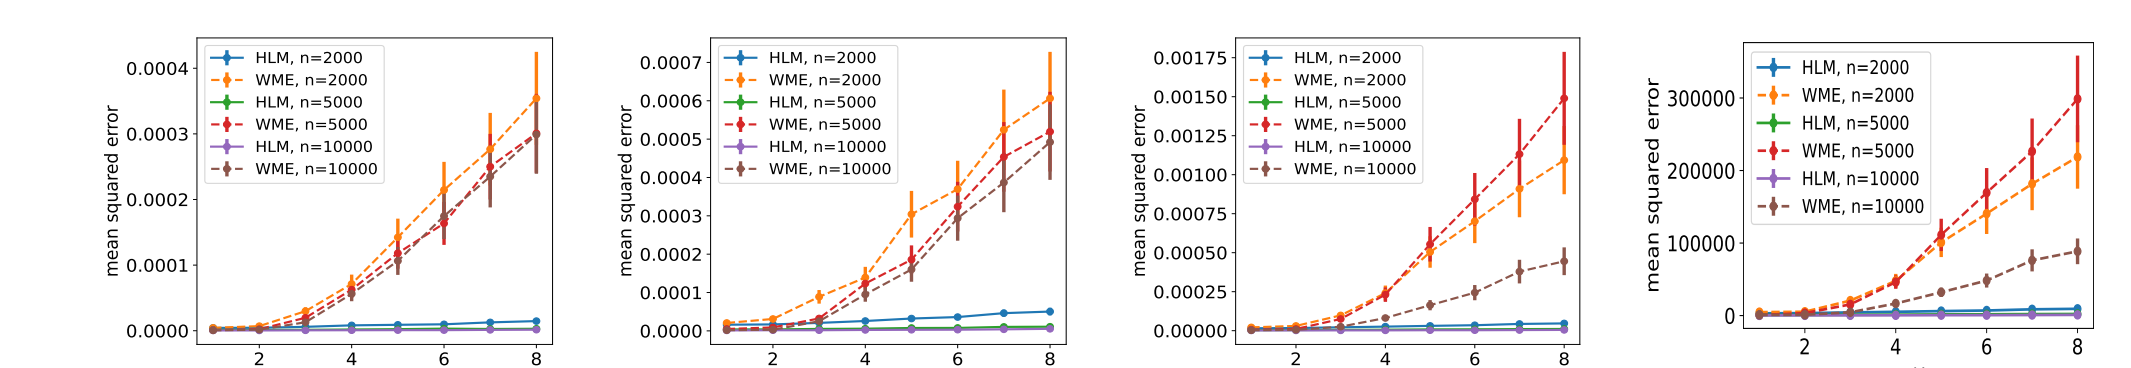 mean squared error
0.0004
0.0003
0.0002
0.0001
0.0000
HLM, n=2000
WME, n=2000
HLM, n=5000
WME, n=5000
HLM, n=10000
WME, n=10000
2 4 6 8
mean squared error
0.0007
0.0006
0.0005
0.0004
0.0003
0.0002
0.0001
0.0000
HLM, n=2000
WME, n=2000
HLM, n=5000
WME, n=5000
HLM, n=10000
WME, n=10000
2 4 6 8
mean squared error
0.00175
0.00150
0.00125
0.00100
0.00075
0.00050
0.00025
0.00000
HLM, n=2000
WME, n=2000
HLM, n=5000
WME, n=5000
HLM, n=10000
WME, n=10000
2 4 6 8
mean squared error
300000
200000
100000
0
HLM, n=2000
WME, n=2000
HLM, n=5000
WME, n=5000
HLM, n=10000
WME, n=10000
2 4 6 8